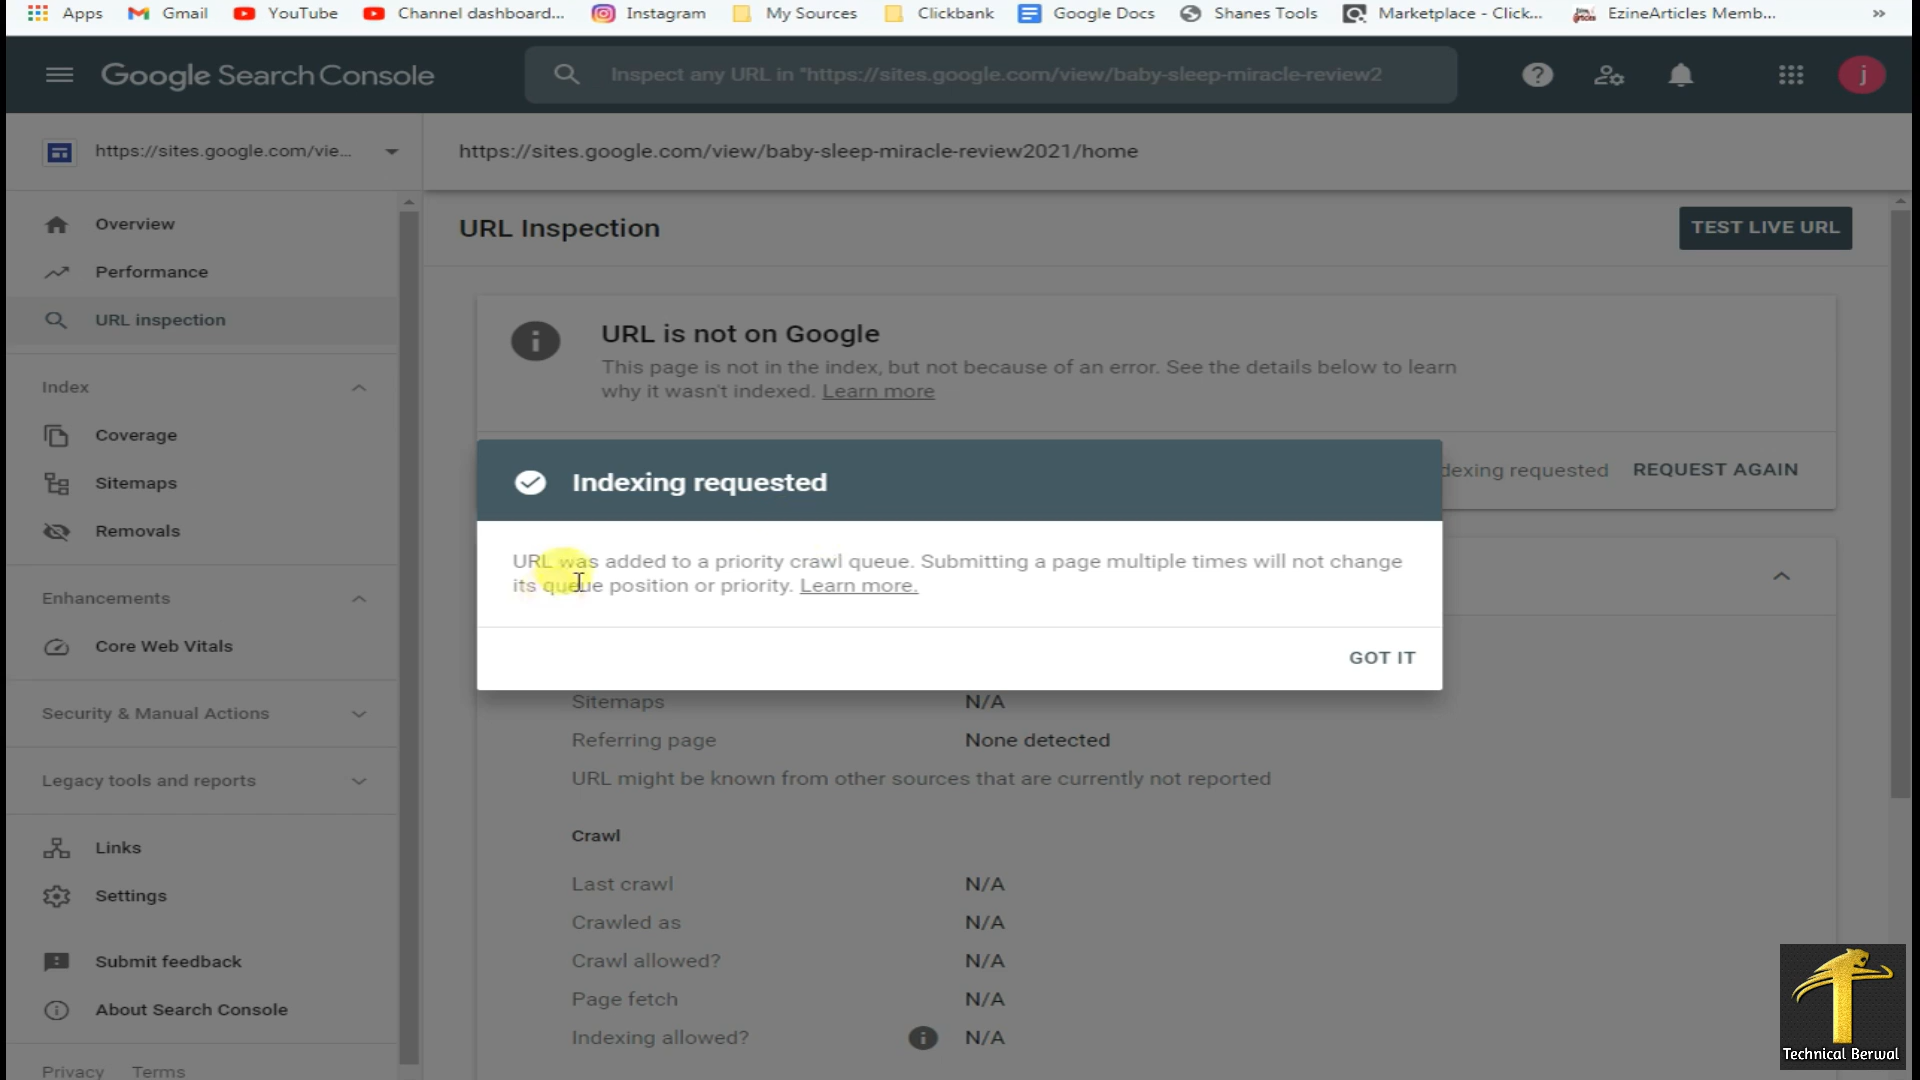 Apps
Gmail
YouTube
Channel dashboard...
Instagram
My Sources
Clickbank
Google Docs
Shanes Tools
Marketplace - Click...
EzineArticles Memb...
»
Google Search Console
Inspect any URL in "https://sites.google.com/view/baby-sleep-miracle-review2
j
https://sites.google.com/vie...
https://sites.google.com/view/baby-sleep-miracle-review2021/home
Overview
Performance
URL inspection
Index
Coverage
Sitemaps
Removals
Enhancements
Core Web Vitals
Security & Manual Actions
Legacy tools and reports
Links
Settings
Submit feedback
About Search Console
Privacy Terms
URL Inspection
TEST LIVE URL
URL is not on Google
This page is not in the index, but not because of an error. See the details below to learn
why it wasn't indexed. Learn more
dexing requested
REQUEST AGAIN
Indexing requested
URL was added to a priority crawl queue. Submitting a page multiple times will not change
its queue position or priority. Learn more.
GOT IT
Sitemaps N/A
Referring page None detected
URL might be known from other sources that are currently not reported
Crawl
Last crawl N/A
Crawled as N/A
Crawl allowed? N/A
Page fetch N/A
Indexing allowed? N/A
Technical Berwal